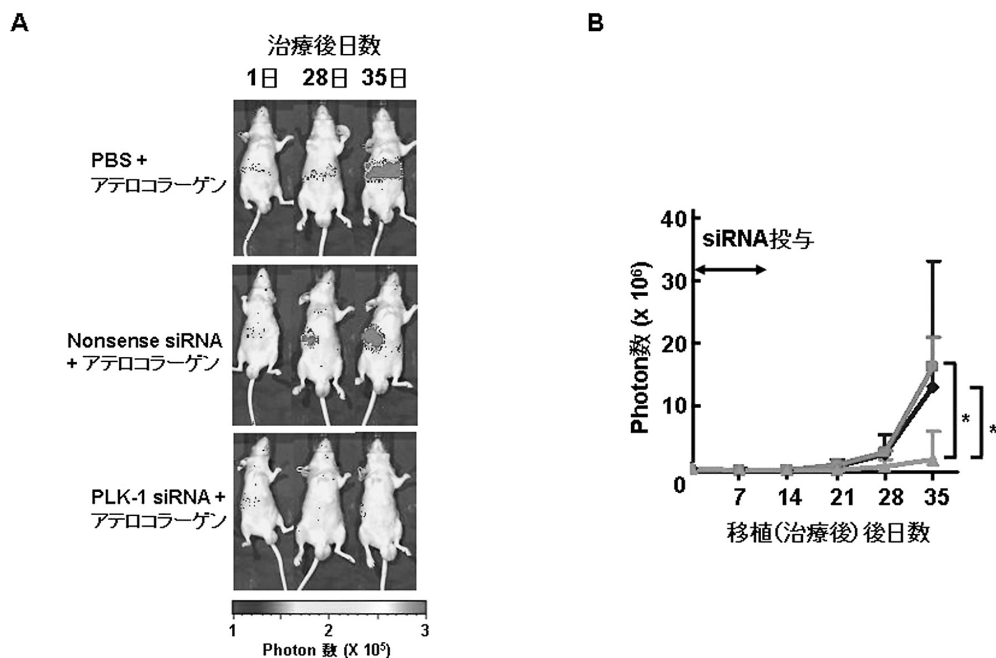 A
治療後日数
1日 28日 35日
PBS +
アテロコラーゲン
Nonsense siRNA
+ アテロコラーゲン
PLK-1 siRNA +
アテロコラーゲン
1 2 3
Photon 数 (X 10⁵)
B
siRNA投与
Photon数 (x 10⁶)
40
30
20
10
0
7 14 21 28 35
*
*
移植(治療後) 後日数